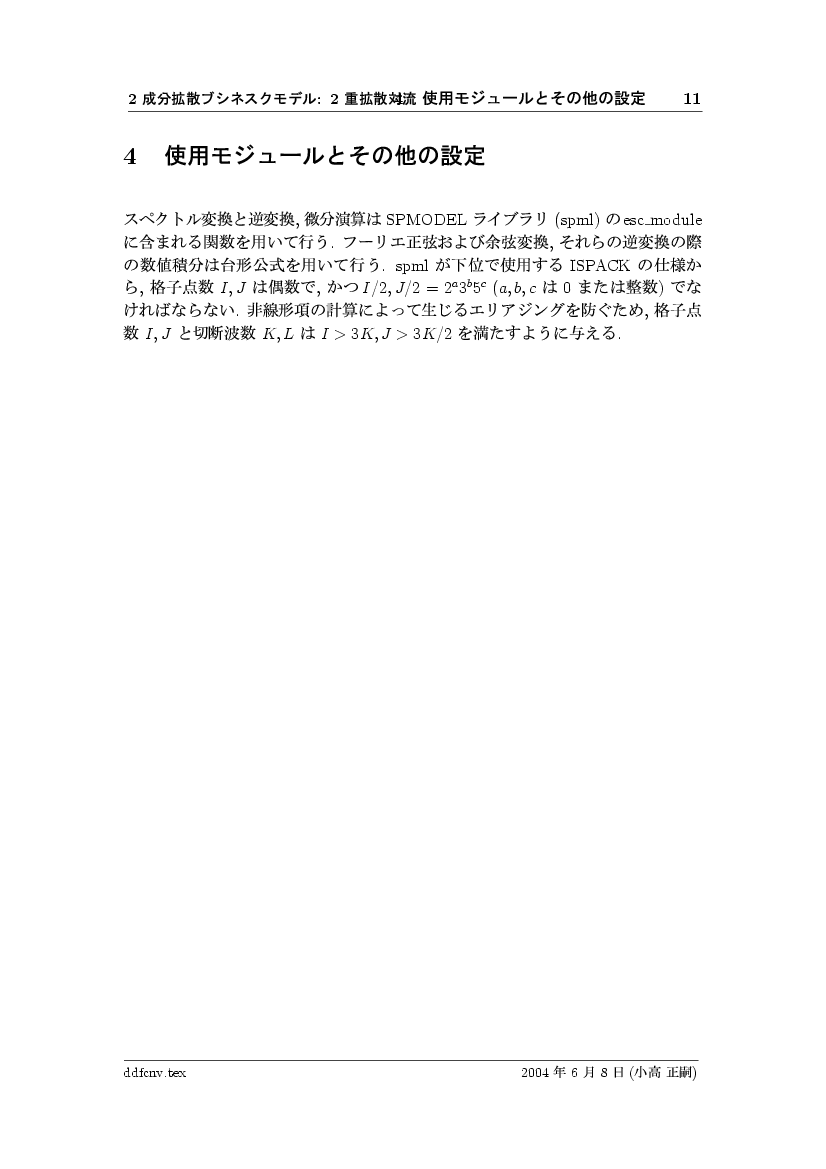 2 成分拡散ブシネスクモデル: 2 重拡散対流 4 使用モジュールとその他の設定 11
4 使用モジュールとその他の設定
スペクトル変換と逆変換, 微分演算は SPMODEL ライブラリ (spml) の esc_module
に含まれる関数を用いて行う. フーリエ正弦および余弦変換, それらの逆変換の際
の数値積分は台形公式を用いて行う. spml が下位で使用する ISPACK の仕様か
ら, 格子点数 I, J は偶数で, かつ I/2, J/2 = 2^a3^b5^c (a, b, c は 0 または整数) でな
ければならない. 非線形項の計算によって生じるエリアジングを防ぐため, 格子点
数 I, J と切断波数 K, L は I > 3K, J > 3K/2 を満たすように与える.
ddfcnv.tex 2004 年 6 月 8 日 (小高 正嗣)